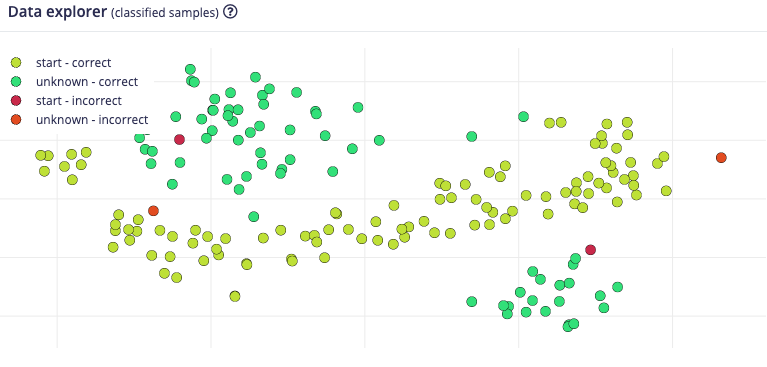 Data explorer (classified samples) ?
start - correct
unknown - correct
start - incorrect
unknown - incorrect